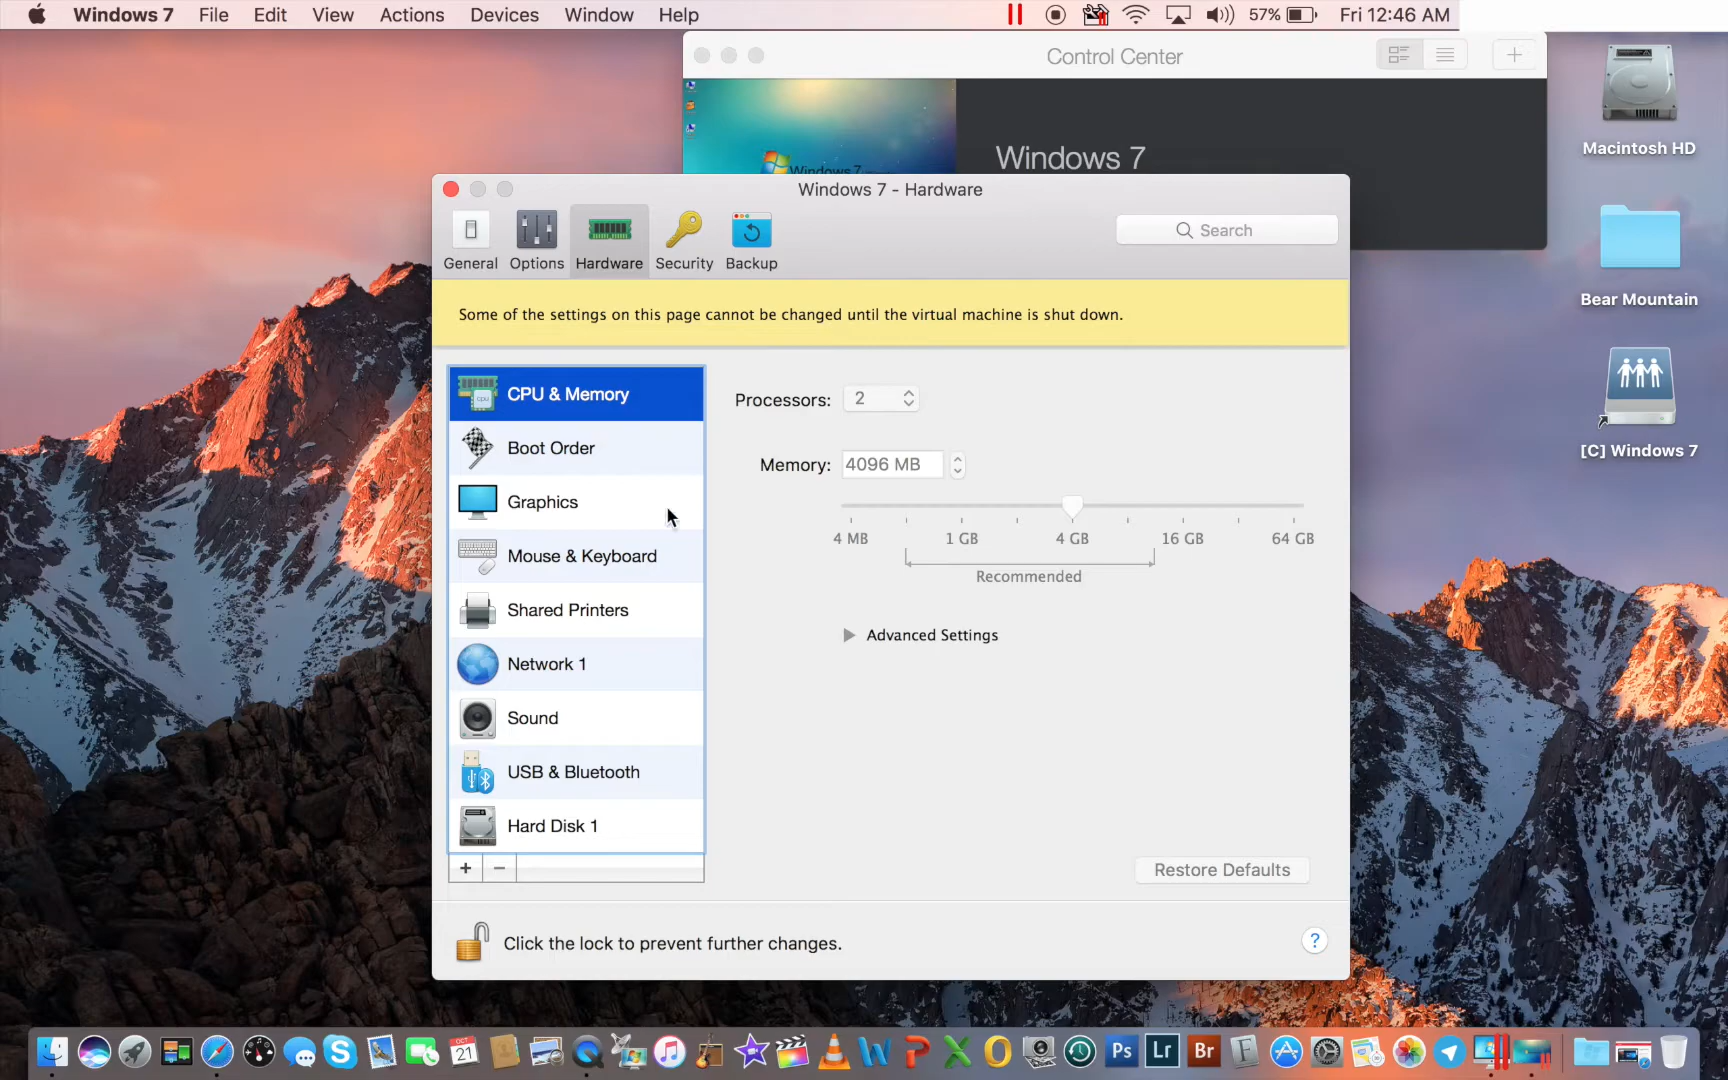 Windows 7 File Edit View Actions Devices Window Help 57% Fri 12:46 AM
Control Center
Windows 7
Windows 7
Windows 7 - Hardware
General Options Hardware Security Backup
Search
Some of the settings on this page cannot be changed until the virtual machine is shut down.
CPU & Memory
Boot Order
Graphics
Mouse & Keyboard
Shared Printers
Network 1
Sound
USB & Bluetooth
Hard Disk 1
+ −
Processors: 2
Memory: 4096 MB
4 MB 1 GB 4 GB 16 GB 64 GB
Recommended
Advanced Settings
Restore Defaults
Click the lock to prevent further changes.
?
Macintosh HD
Bear Mountain
[C] Windows 7
cpu
OCT
21
Ps Lr Br